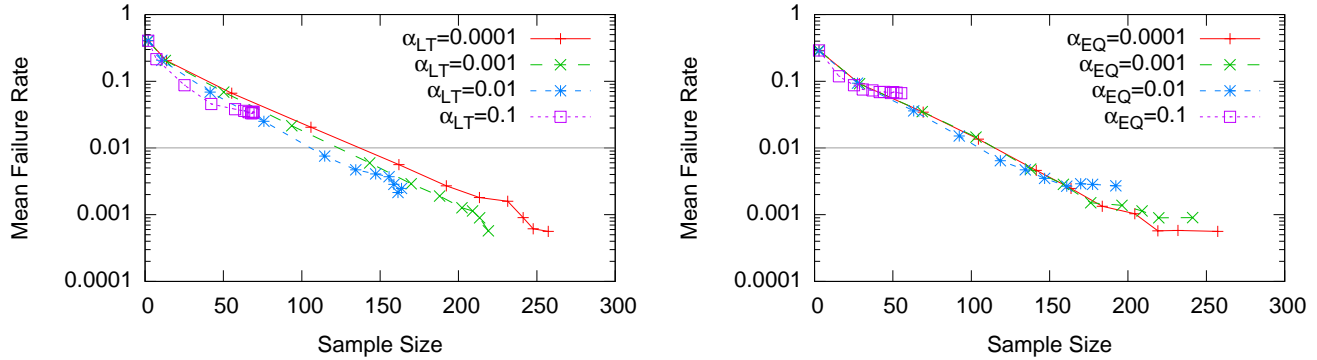 Mean Failure Rate
1
0.1
0.01
0.001
0.0001
0 50 100 150 200 250 300
Sample Size
αLT=0.0001
αLT=0.001
αLT=0.01
αLT=0.1
Mean Failure Rate
1
0.1
0.01
0.001
0.0001
0 50 100 150 200 250 300
Sample Size
αEQ=0.0001
αEQ=0.001
αEQ=0.01
αEQ=0.1